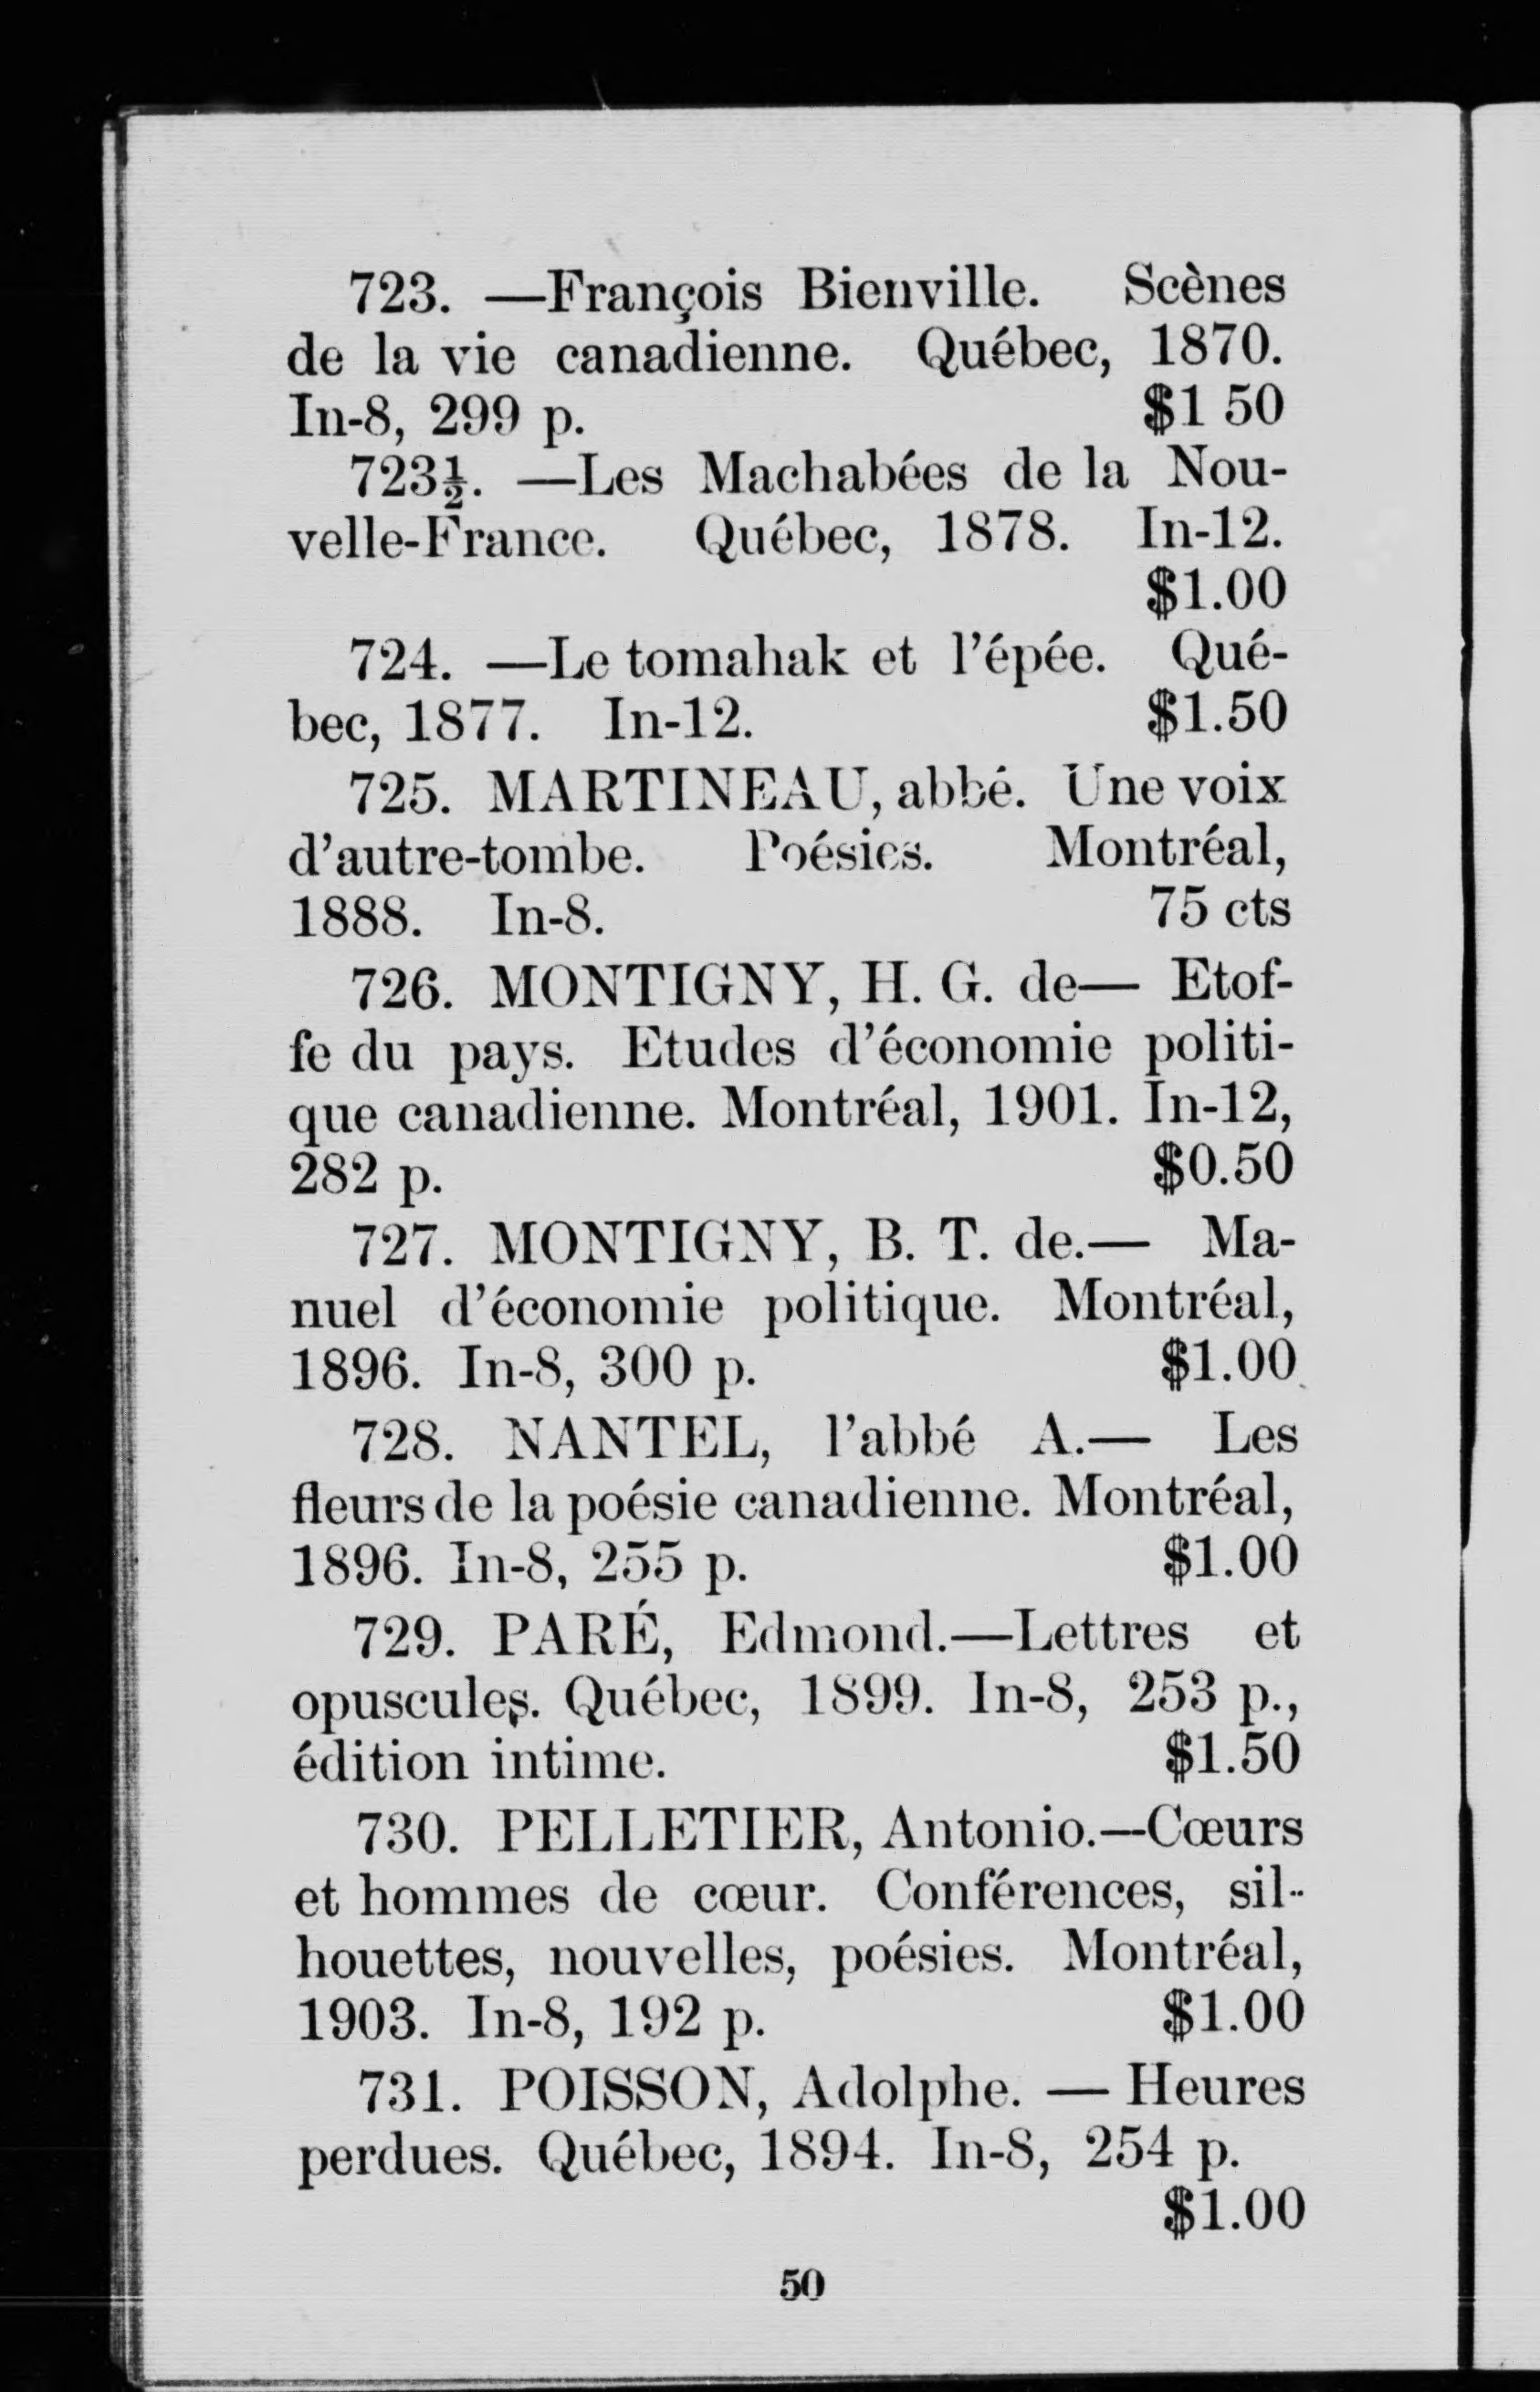 723. —François Bienville. Scènes
de la vie canadienne. Québec, 1870.
In-8, 299 p. $1 50
723½. —Les Machabées de la Nou-
velle-France. Québec, 1878. In-12.
$1.00
724. —Le tomahak et l'épée. Qué-
bec, 1877. In-12. $1.50
725. MARTINEAU, abbé. Une voix
d'autre-tombe. Poésies. Montréal,
1888. In-8. 75 cts
726. MONTIGNY, H. G. de— Etof-
fe du pays. Etudes d'économie politi-
que canadienne. Montréal, 1901. In-12,
282 p. $0.50
727. MONTIGNY, B. T. de.— Ma-
nuel d'économie politique. Montréal,
1896. In-8, 300 p. $1.00
728. NANTEL, l'abbé A.— Les
fleurs de la poésie canadienne. Montréal,
1896. In-8, 255 p. $1.00
729. PARÉ, Edmond.—Lettres et
opuscules. Québec, 1899. In-8, 253 p.,
édition intime. $1.50
730. PELLETIER, Antonio.—Cœurs
et hommes de cœur. Conférences, sil-
houettes, nouvelles, poésies. Montréal,
1903. In-8, 192 p. $1.00
731. POISSON, Adolphe. — Heures
perdues. Québec, 1894. In-8, 254 p.
$1.00
50